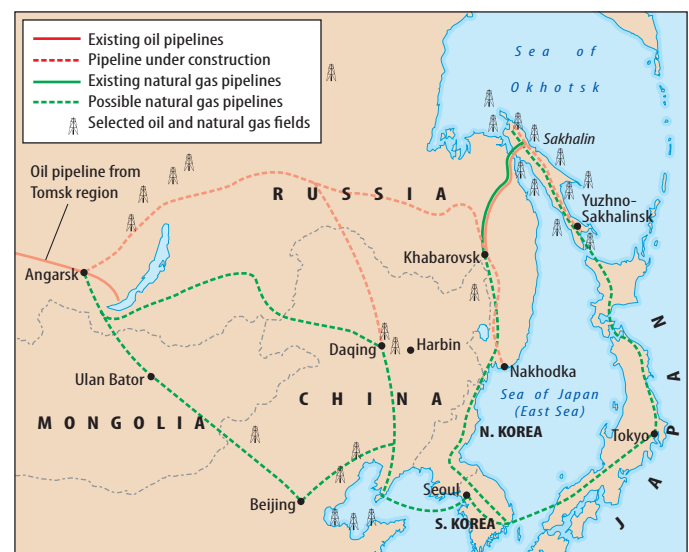 Existing oil pipelines
Pipeline under construction
Existing natural gas pipelines
Possible natural gas pipelines
Selected oil and natural gas fields
Sea of
Okhotsk
Sakhalin
Oil pipeline from
Tomsk region
RUSSIA
Yuzhno-
Sakhalinsk
Khabarovsk
Angarsk
Daqing
Harbin
Nakhodka
Ulan Bator
CHINA
Sea of Japan
(East Sea)
MONGOLIA
N. KOREA
Tokyo
JAPAN
Seoul
Beijing
S. KOREA